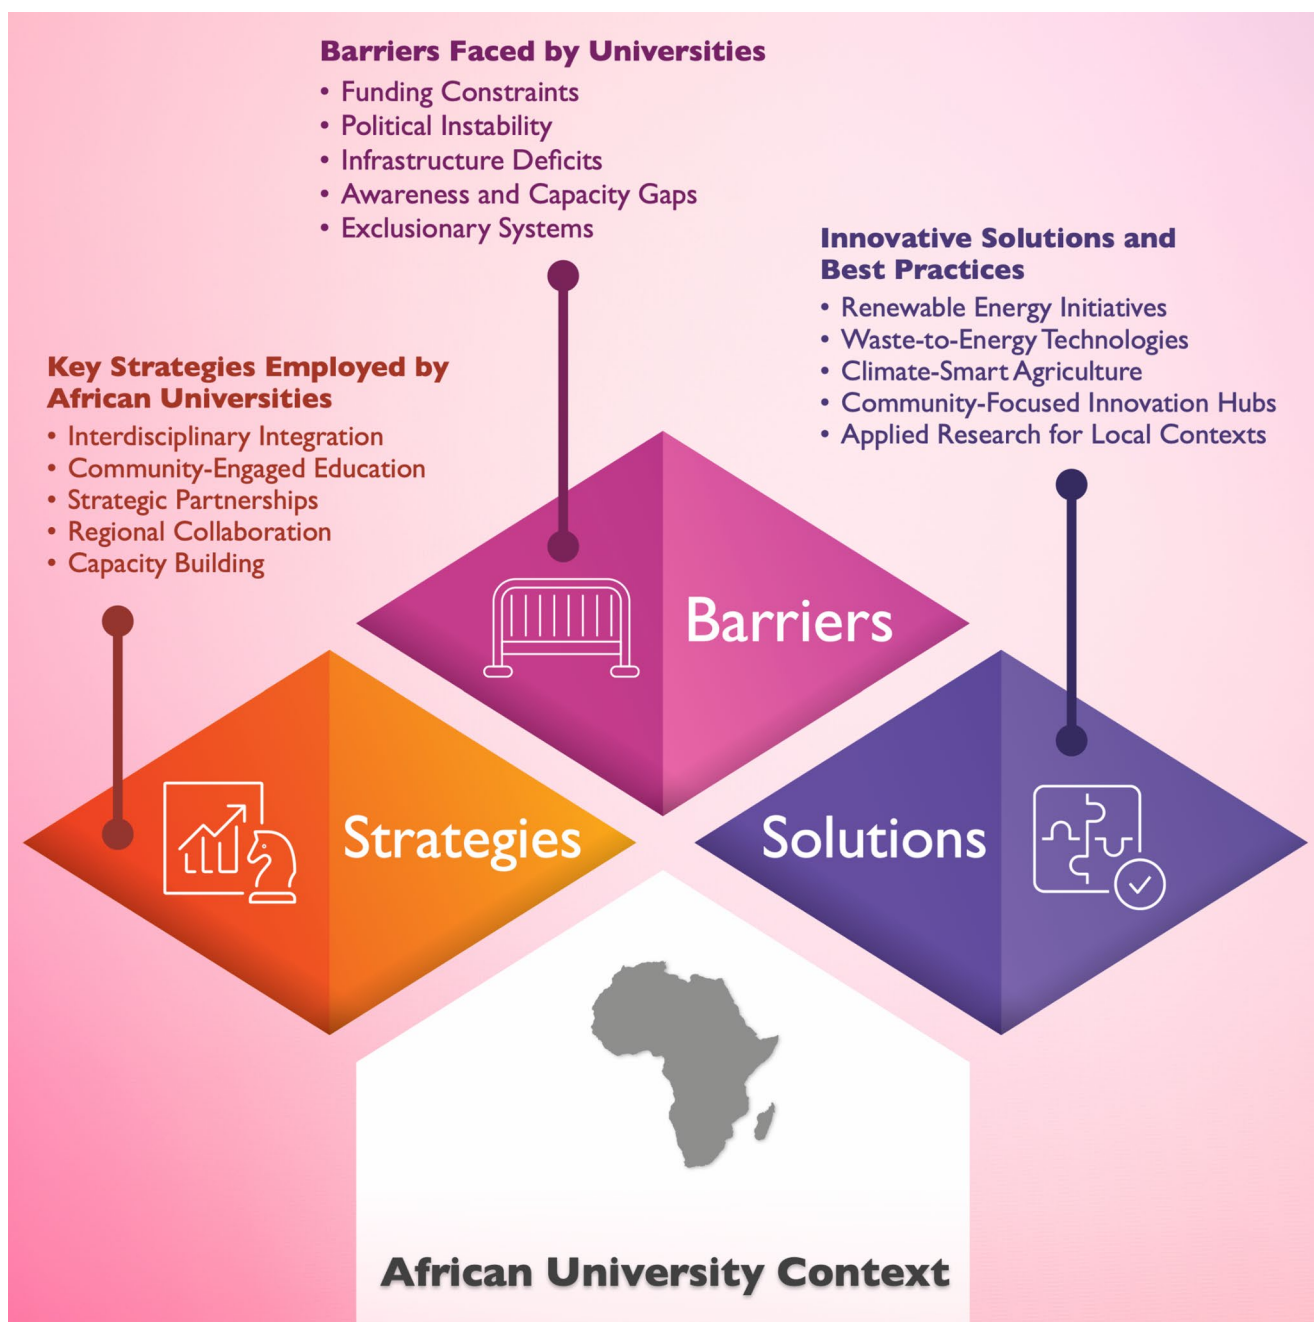 Barriers Faced by Universities
• Funding Constraints
• Political Instability
• Infrastructure Deficits
• Awareness and Capacity Gaps
• Exclusionary Systems
Innovative Solutions and
Best Practices
• Renewable Energy Initiatives
• Waste-to-Energy Technologies
• Climate-Smart Agriculture
• Community-Focused Innovation Hubs
• Applied Research for Local Contexts
Key Strategies Employed by
African Universities
• Interdisciplinary Integration
• Community-Engaged Education
• Strategic Partnerships
• Regional Collaboration
• Capacity Building
Barriers
Strategies
Solutions
African University Context